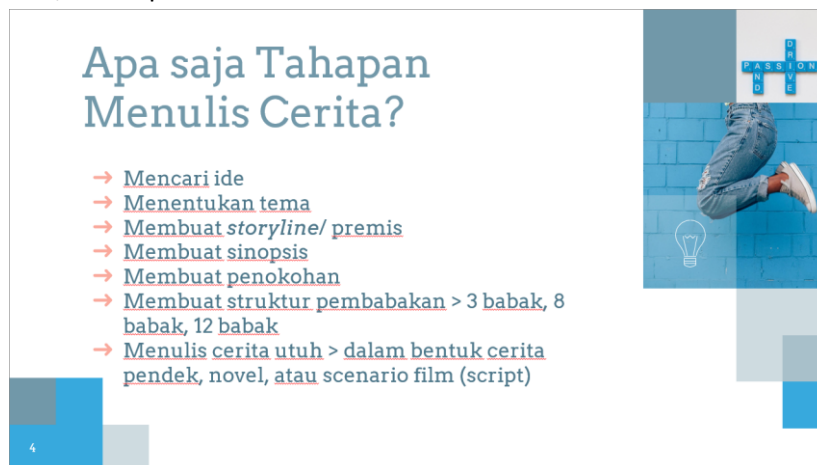 Apa saja Tahapan
Menulis Cerita?
→ Mencari ide
→ Menentukan tema
→ Membuat storyline/ premis
→ Membuat sinopsis
→ Membuat penokohan
→ Membuat struktur pembabakan > 3 babak, 8
babak, 12 babak
→ Menulis cerita utuh > dalam bentuk cerita
pendek, novel, atau scenario film (script)
PASSION
AND
DRIVE
4